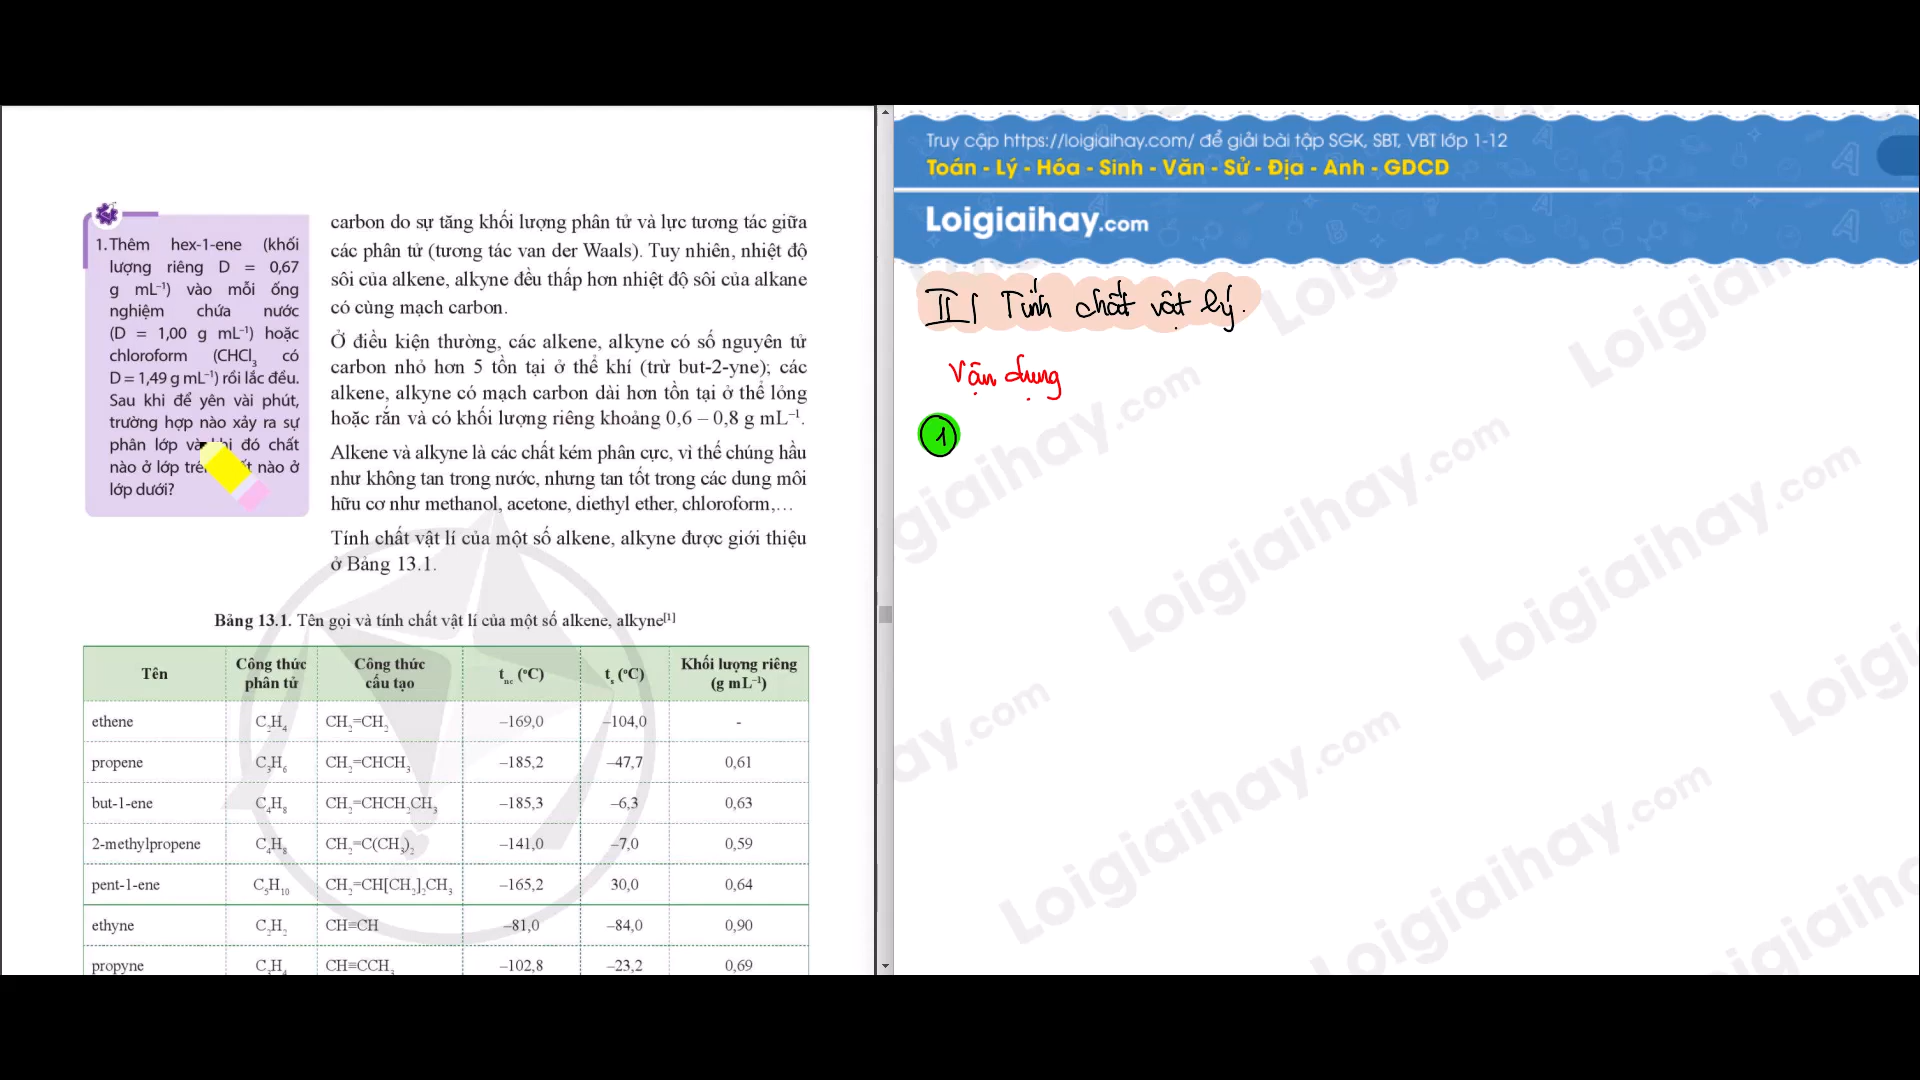 1. Thêm hex-1-ene (khối
lượng riêng D = 0,67
g mL⁻¹) vào mỗi ống
nghiệm chứa nước
(D = 1,00 g mL⁻¹) hoặc
chloroform (CHCl₃ có
D = 1,49 g mL⁻¹) rồi lắc đều.
Sau khi để yên vài phút,
trường hợp nào xảy ra sự
phân lớp và khi đó chất
nào ở lớp trên nào ở
lớp dưới?
carbon do sự tăng khối lượng phân tử và lực tương tác giữa
các phân tử (tương tác van der Waals). Tuy nhiên, nhiệt độ
sôi của alkene, alkyne đều thấp hơn nhiệt độ sôi của alkane
có cùng mạch carbon.
Ở điều kiện thường, các alkene, alkyne có số nguyên tử
carbon nhỏ hơn 5 tồn tại ở thể khí (trừ but-2-yne); các
alkene, alkyne có mạch carbon dài hơn tồn tại ở thể lỏng
hoặc rắn và có khối lượng riêng khoảng 0,6 – 0,8 g mL⁻¹.
Alkene và alkyne là các chất kém phân cực, vì thế chúng hầu
như không tan trong nước, nhưng tan tốt trong các dung môi
hữu cơ như methanol, acetone, diethyl ether, chloroform,…
Tính chất vật lí của một số alkene, alkyne được giới thiệu
ở Bảng 13.1.
Bảng 13.1. Tên gọi và tính chất vật lí của một số alkene, alkyne[1]
Tên Công thức phân tử Công thức cấu tạo t_nc (°C) t_s (°C) Khối lượng riêng (g mL⁻¹)
ethene C₂H₄ CH₂=CH₂ –169,0 –104,0 -
propene C₃H₆ CH₂=CHCH₃ –185,2 –47,7 0,61
but-1-ene C₄H₈ CH₂=CHCH₂CH₃ –185,3 –6,3 0,63
2-methylpropene C₄H₈ CH₂=C(CH₃)₂ –141,0 –7,0 0,59
pent-1-ene C₅H₁₀ CH₂=CH[CH₂]₂CH₃ –165,2 30,0 0,64
ethyne C₂H₂ CH≡CH –81,0 –84,0 0,90
propyne C₃H₄ CH≡CCH₃ –102,8 –23,2 0,69
Truy cập https://loigiaihay.com/ để giải bài tập SGK, SBT, VBT lớp 1-12
Toán - Lý - Hóa - Sinh - Văn - Sử - Địa - Anh - GDCD
Loigiaihay.com
II/ Tính chất vật lý.
Vận dụng
1